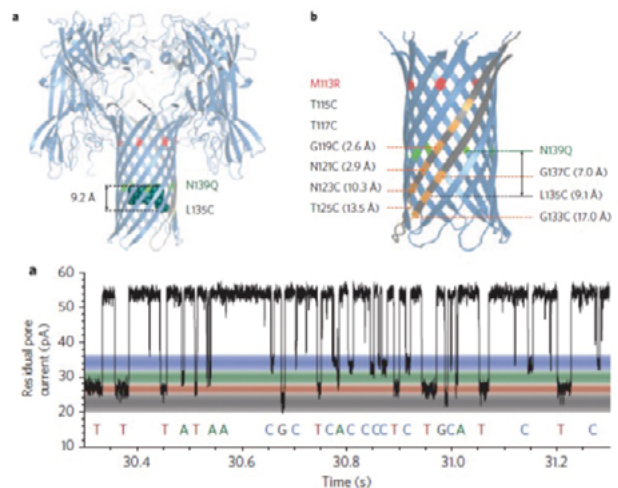 a
b
N139Q
9.2 Å
L135C
M113R
T115C
T117C
G119C (2.6 Å)
N121C (2.9 Å)
N123C (10.3 Å)
T125C (13.5 Å)
N139Q
G137C (7.0 Å)
L135C (9.1 Å)
G133C (17.0 Å)
a
Residual pore
current (pA)
60
50
40
30
20
10
T T T A T A A C G C T C A C C C C T C T G C A T C T C
30.4 30.6 30.8 31.0 31.2
Time (s)